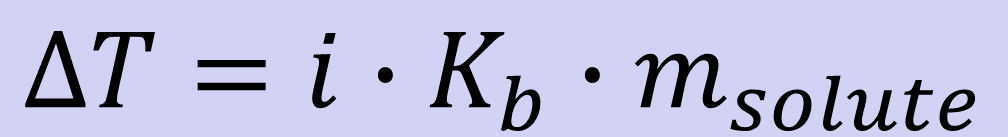 ΔT = i · K_b · m_solute